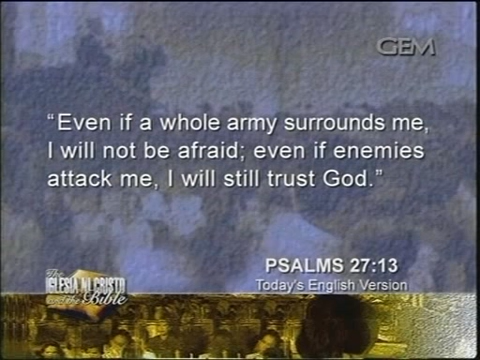 GEM
“Even if a whole army surrounds me,
I will not be afraid; even if enemies
attack me, I will still trust God.”
PSALMS 27:13
Today's English Version
The
IGLESIA NI CRISTO
and the Bible